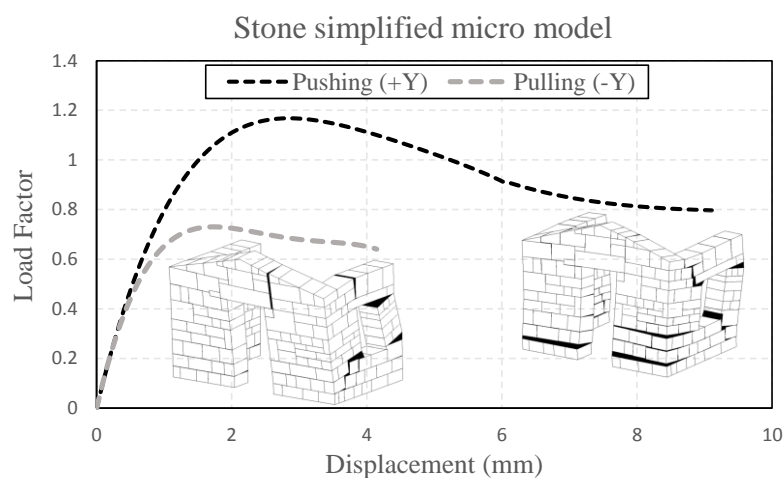 Stone simplified micro model
1.4
Pushing (+Y) Pulling (-Y)
1.2
1
0.8
0.6
0.4
0.2
0
Load Factor
0 2 4 6 8 10
Displacement (mm)